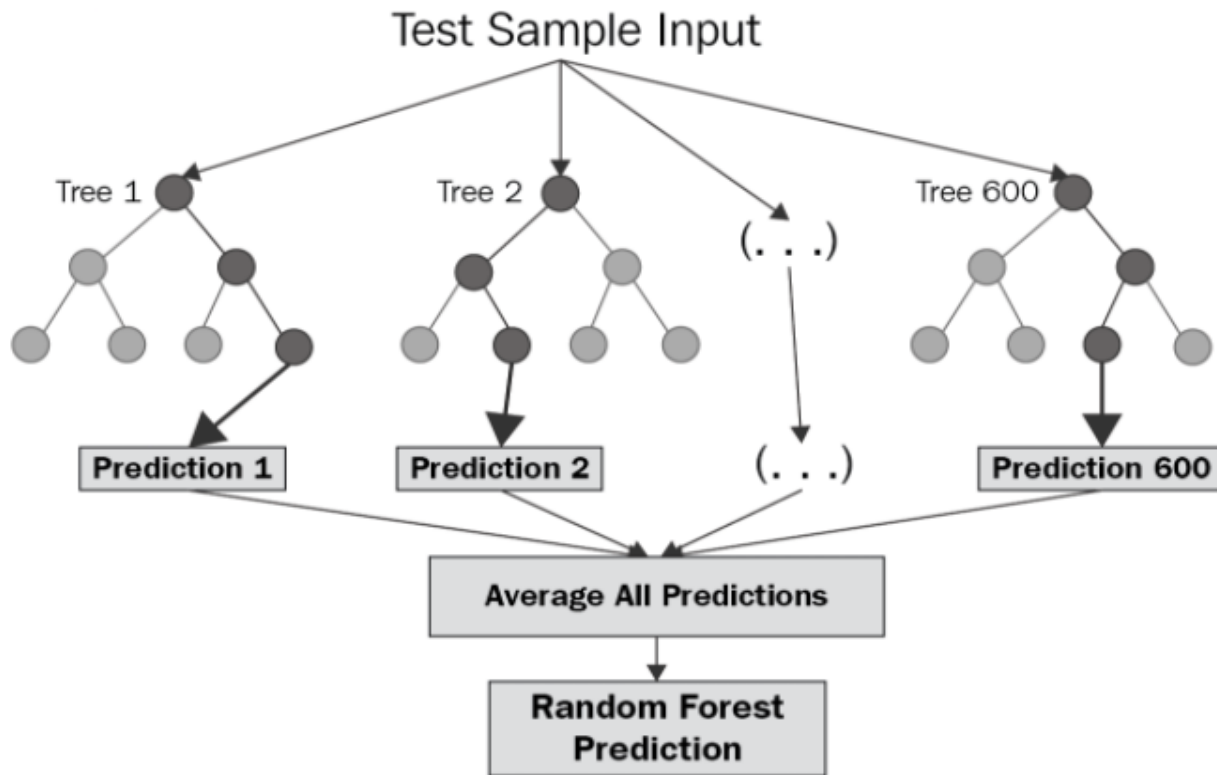 Test Sample Input
Tree 1
Tree 2
Tree 600
(. . .)
Prediction 1
Prediction 2
(. . .)
Prediction 600
Average All Predictions
Random Forest
Prediction